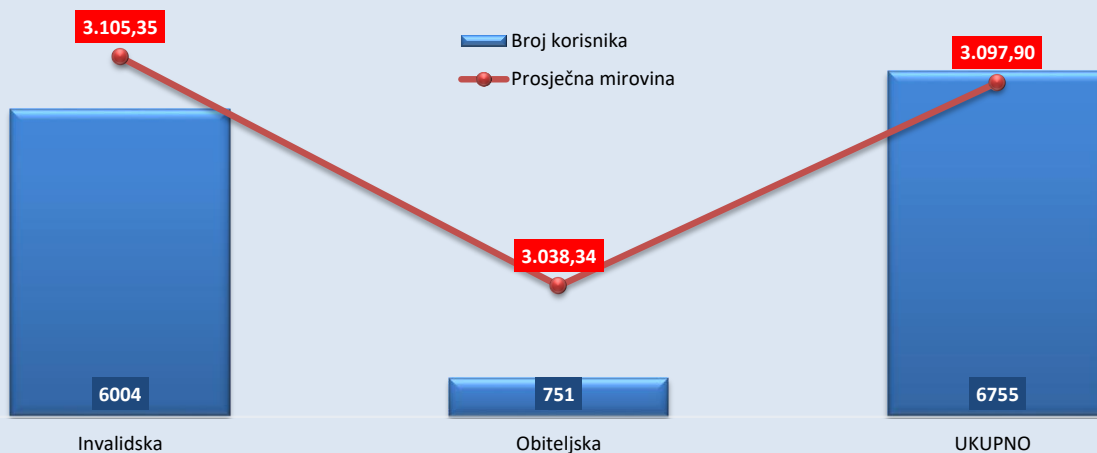 3.105,35
Broj korisnika
Prosječna mirovina
3.097,90
3.038,34
6004
751
6755
Invalidska
Obiteljska
UKUPNO